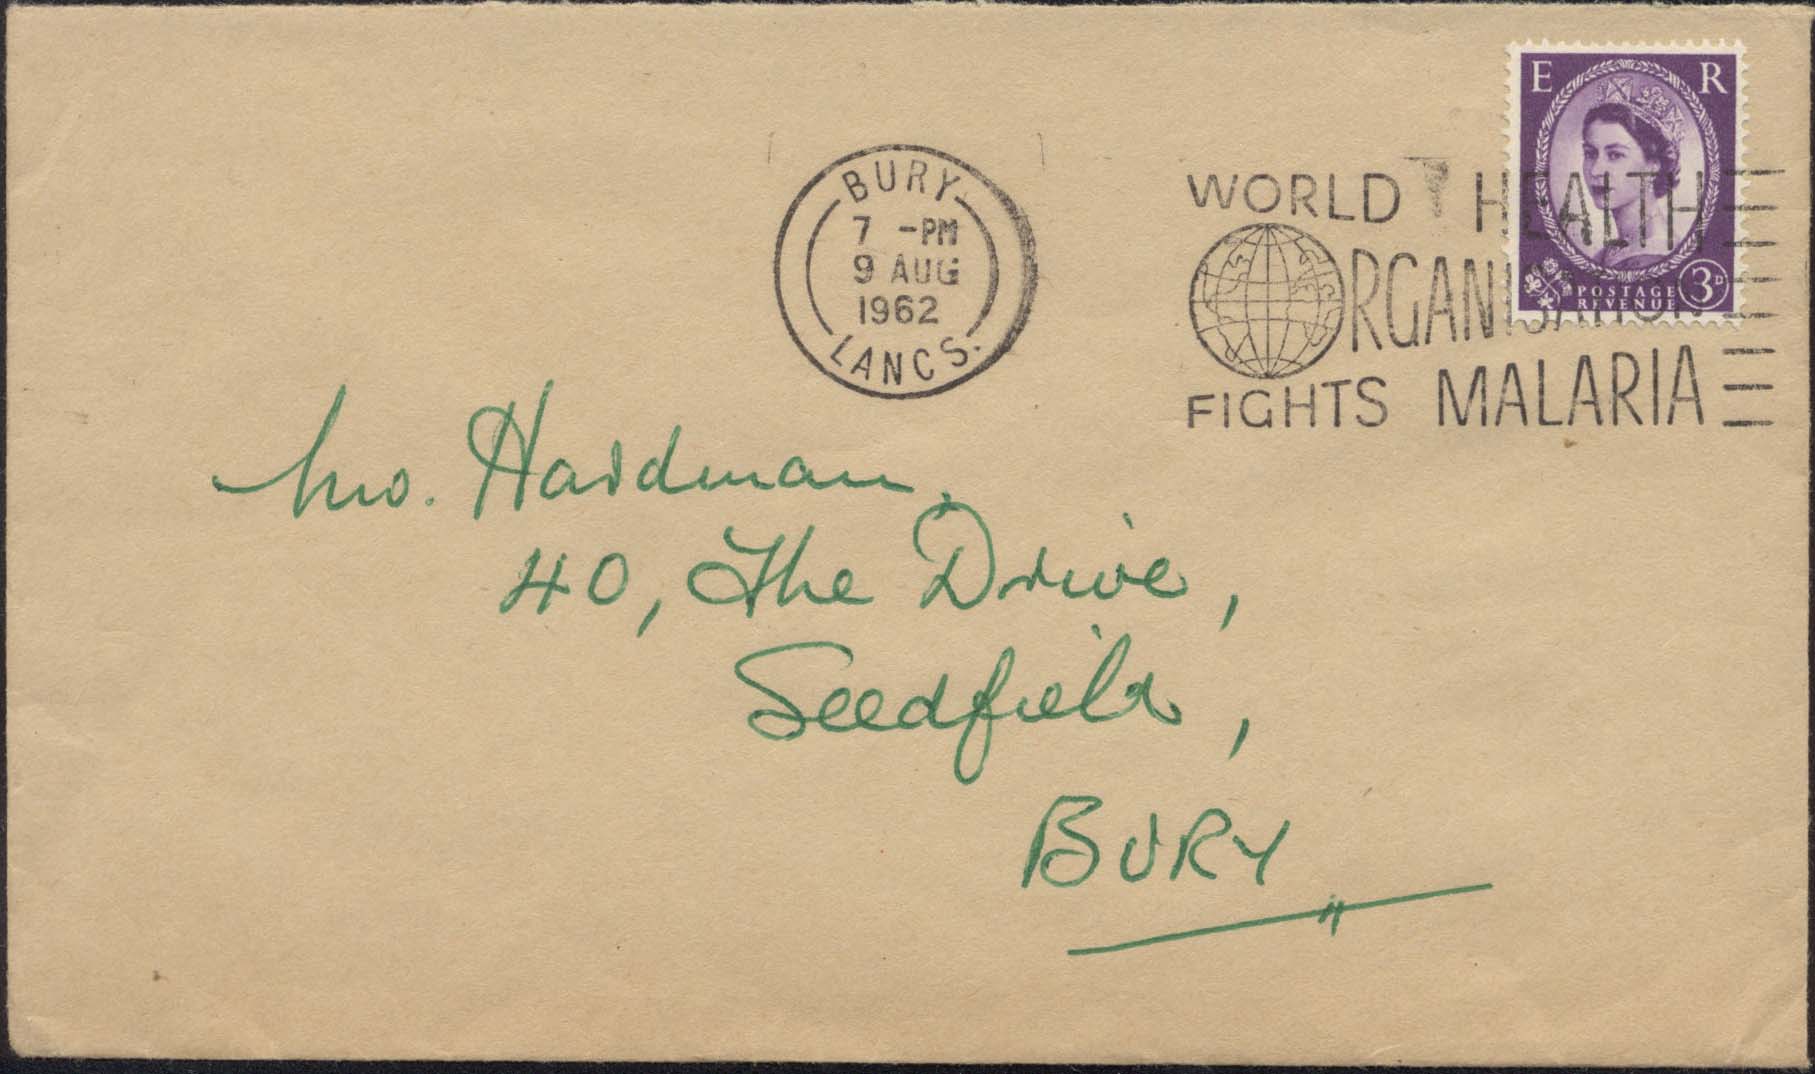 BURY
7 -PM
9 AUG
1962
LANCS.
WORLD HEALTH
ORGANISATION
FIGHTS MALARIA
E R
POSTAGE
REVENUE
3D
Mrs. Hardman,
40, The Drive,
Seedfield,
BURY